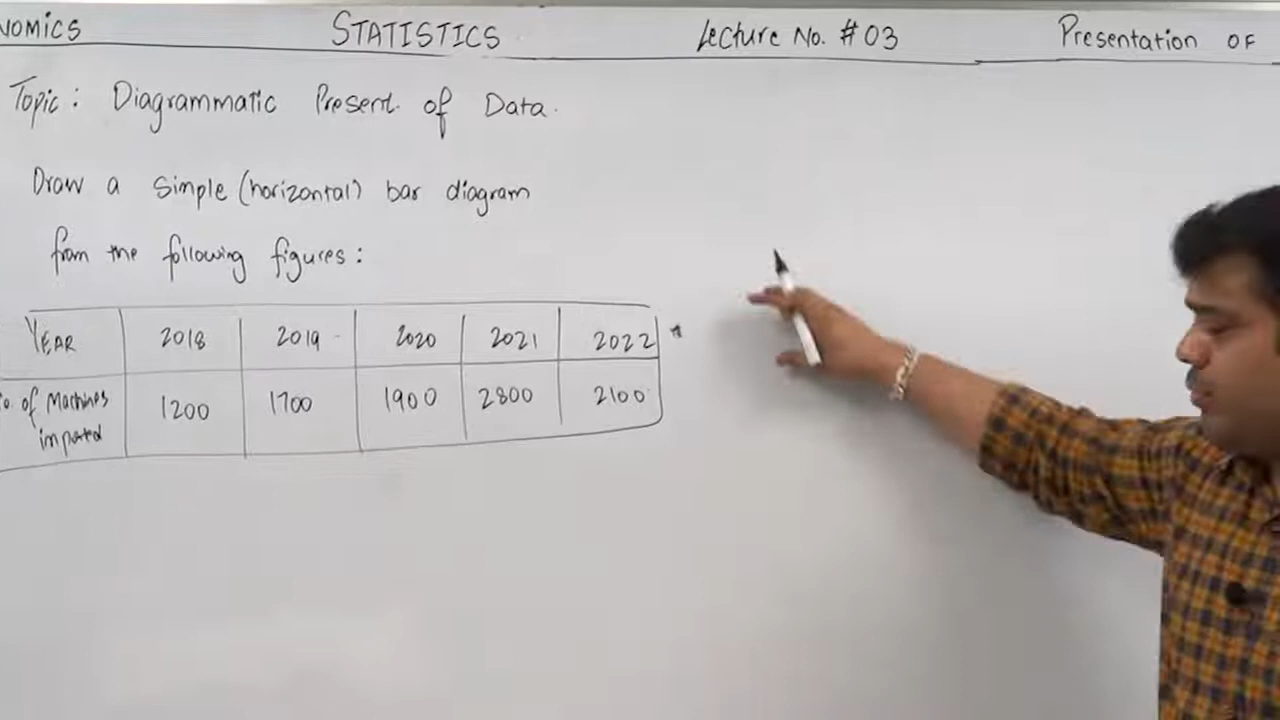 NOMICS STATISTICS Lecture No. #03 Presentation OF
Topic: Diagrammatic Present. of Data.
Draw a simple (horizontal) bar diagram
from the following figures:
YEAR 2018 2019 2020 2021 2022 *
o. of Machines 1200 1700 1900 2800 2100
imported